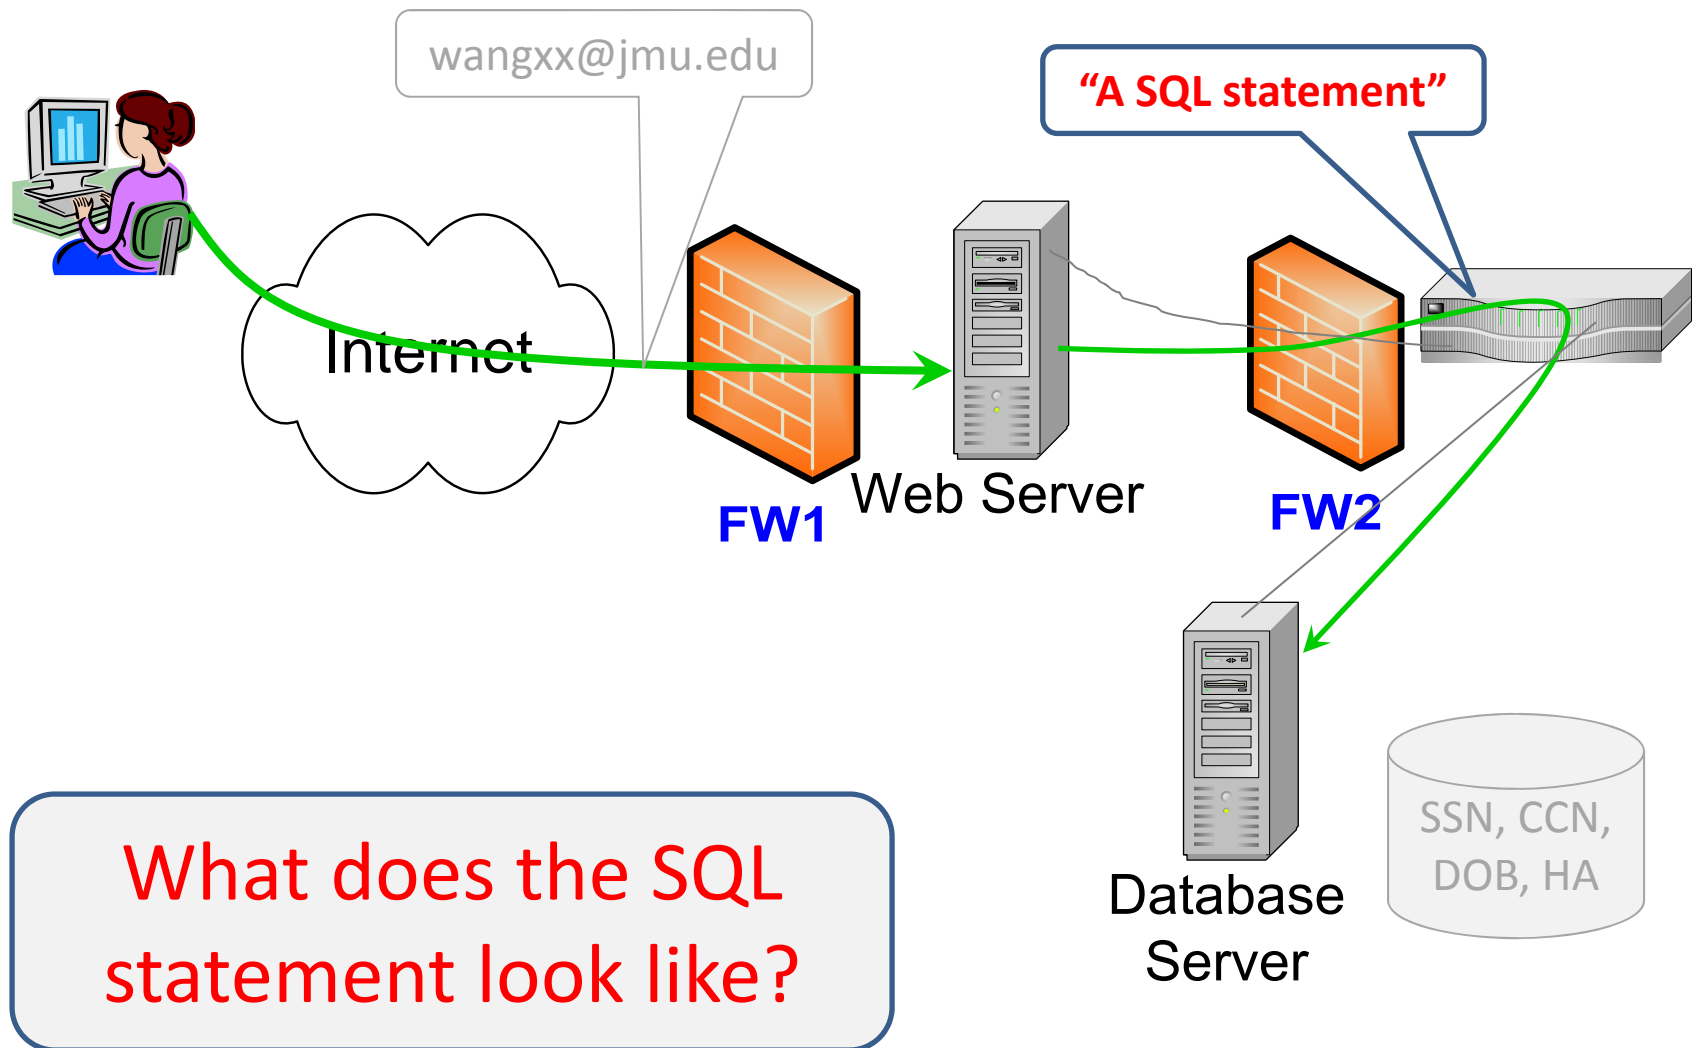 wangxx@jmu.edu
“A SQL statement”
Internet
FW1
Web Server
FW2
Database
Server
SSN, CCN,
DOB, HA
What does the SQL
statement look like?